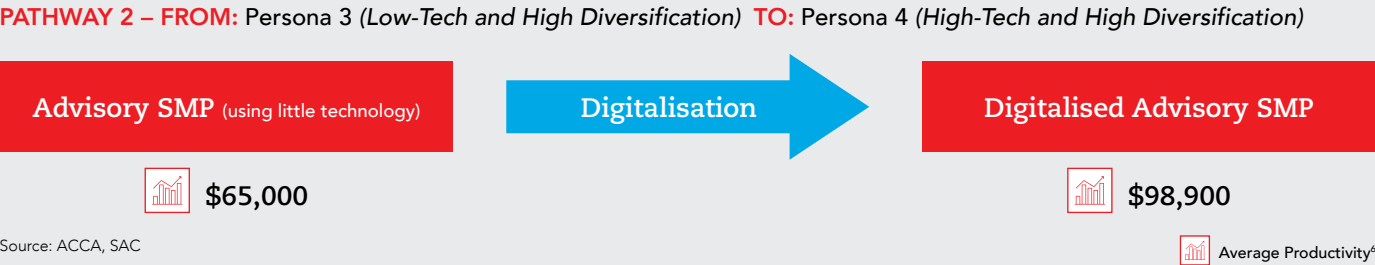 PATHWAY 2 – FROM: Persona 3 (Low-Tech and High Diversification) TO: Persona 4 (High-Tech and High Diversification)
Advisory SMP (using little technology)
Digitalisation
Digitalised Advisory SMP
$65,000
$98,900
Source: ACCA, SAC
Average Productivity⁶